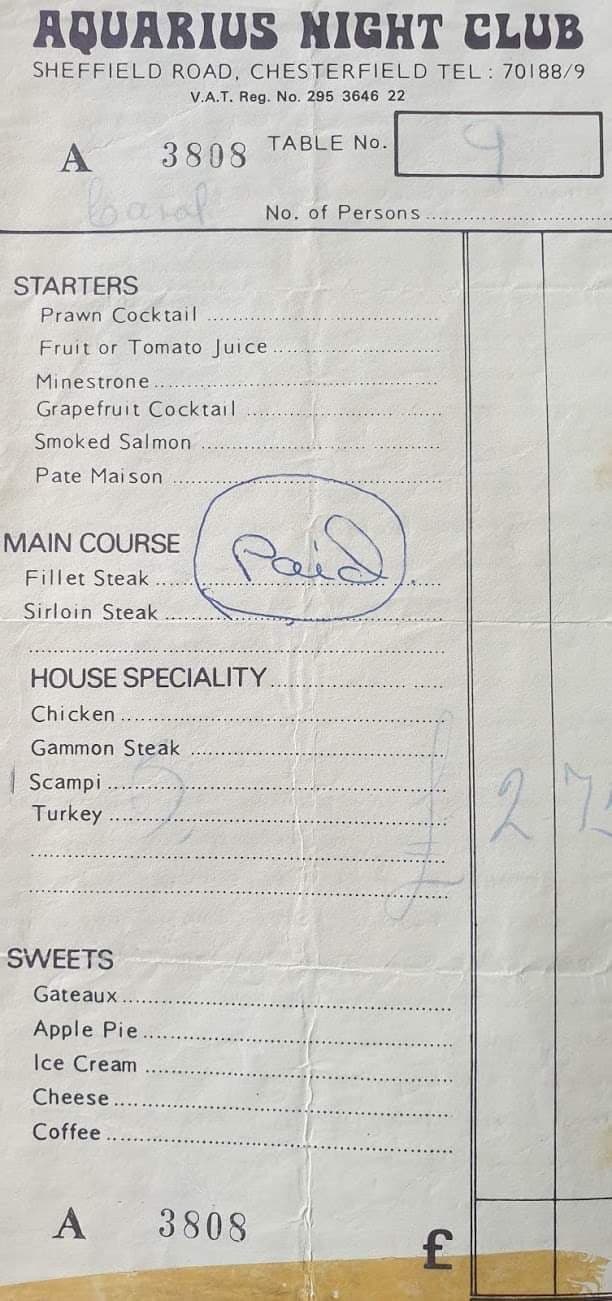 AQUARIUS NIGHT CLUB
SHEFFIELD ROAD, CHESTERFIELD TEL: 70188/9
V.A.T. Reg. No. 295 3646 22
A 3808 TABLE No. 9
Carol
No. of Persons
STARTERS
Prawn Cocktail
Fruit or Tomato Juice
Minestrone
Grapefruit Cocktail
Smoked Salmon
Pate Maison
Paid
MAIN COURSE
Fillet Steak
Sirloin Steak
HOUSE SPECIALITY
Chicken
Gammon Steak
Scampi
Turkey
£ 2
SWEETS
Gateaux
Apple Pie
Ice Cream
Cheese
Coffee
A 3808 £